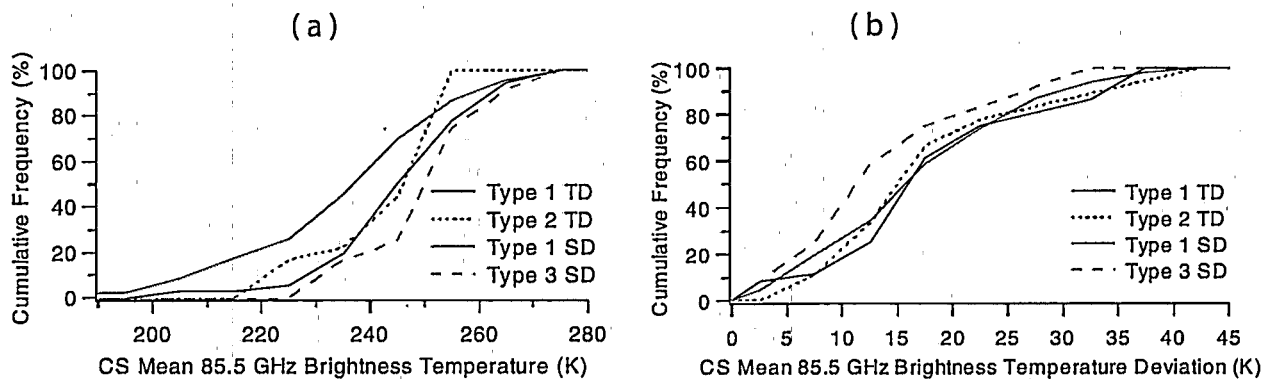 (a)
Cumulative Frequency (%)
100
80
60
40
20
0
Type 1 TD
Type 2 TD
Type 1 SD
Type 3 SD
200 220 240 260 280
CS Mean 85.5 GHz Brightness Temperature (K)
(b)
Cumulative Frequency (%)
100
80
60
40
20
0
Type 1 TD
Type 2 TD
Type 1 SD
Type 3 SD
0 5 10 15 20 25 30 35 40 45
CS Mean 85.5 GHz Brightness Temperature Deviation (K)